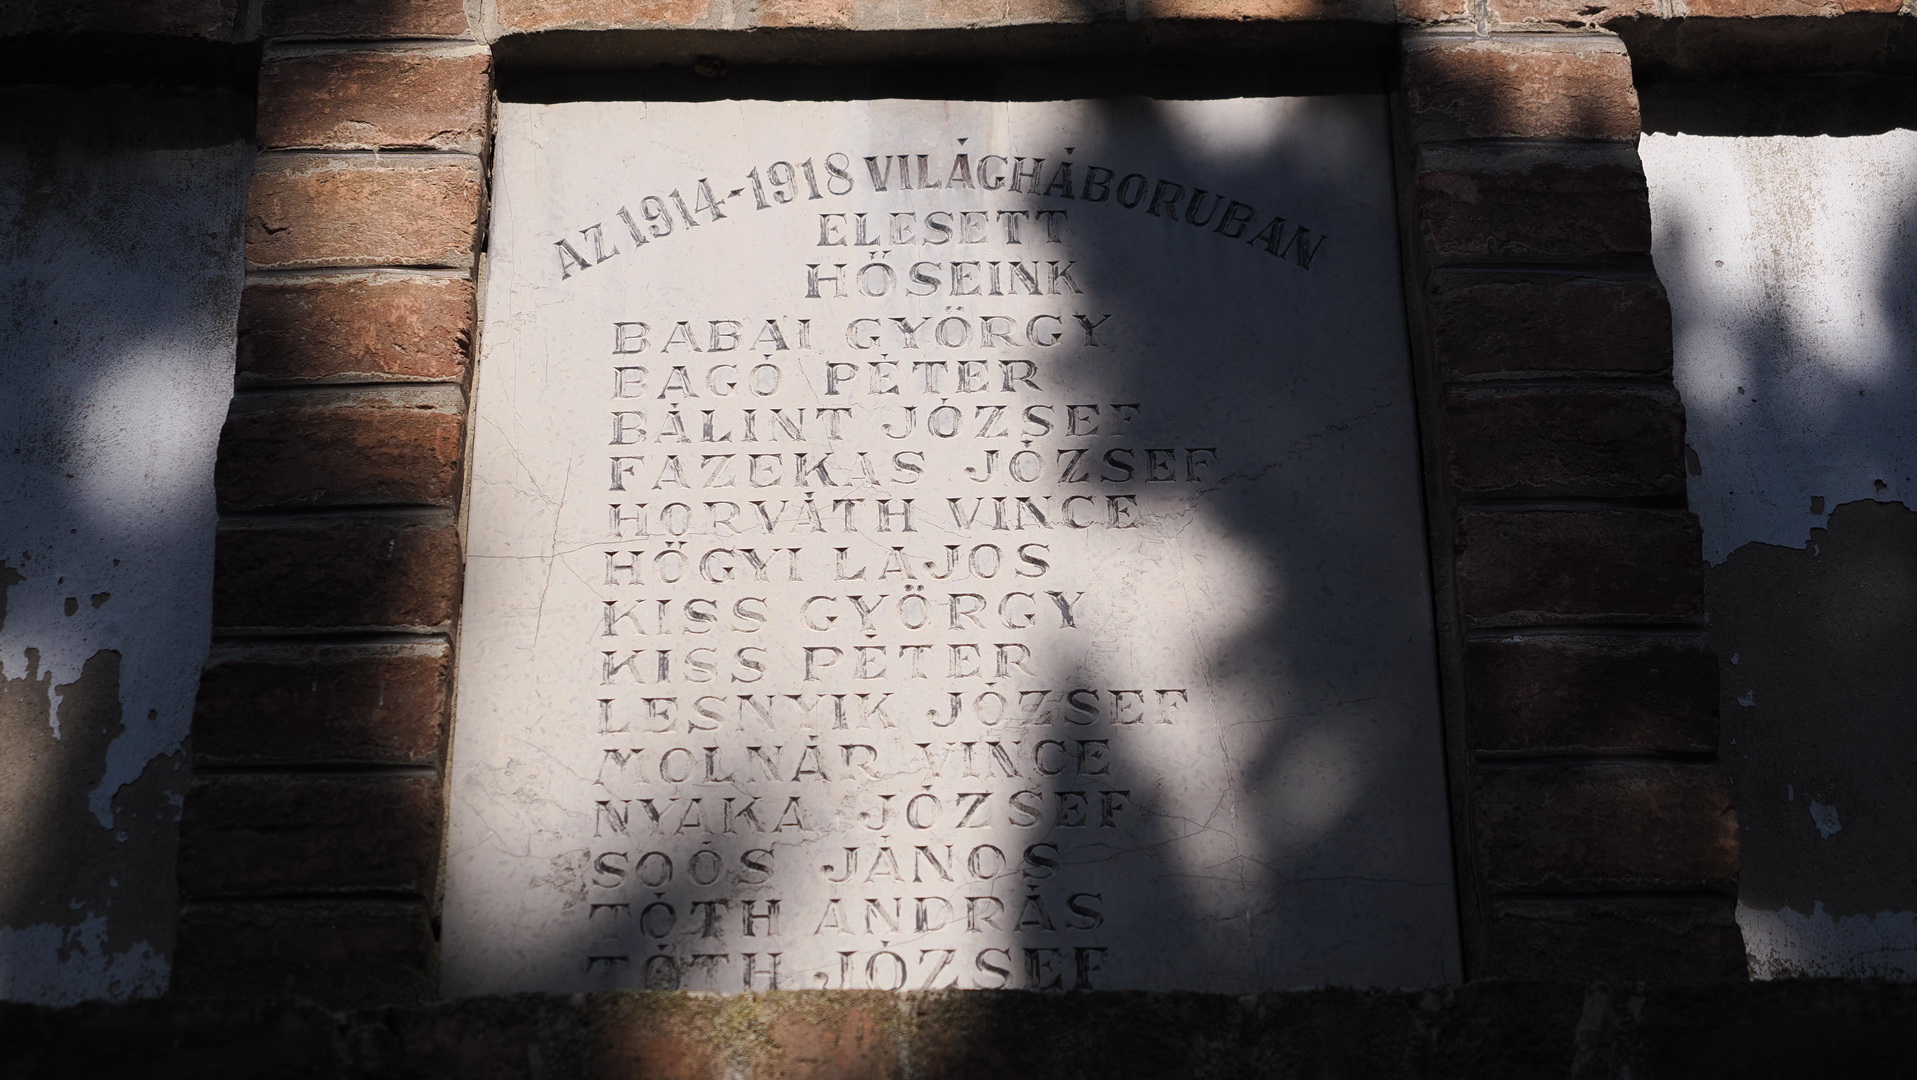 AZ 1914-1918 VILÁGHÁBORUBAN
ELESETT
HŐSEINK
BABAI GYÖRGY
BAGÓ PÉTER
BÁLINT JÓZSEF
FAZEKAS JÓZSEF
HORVÁTH VINCE
HÖGYI LAJOS
KISS GYÖRGY
KISS PÉTER
LESNYIK JÓZSEF
MOLNÁR VINCE
NYAKA JÓZSEF
SOÓS JÁNOS
TÓTH ANDRÁS
TÓTH JÓZSEF